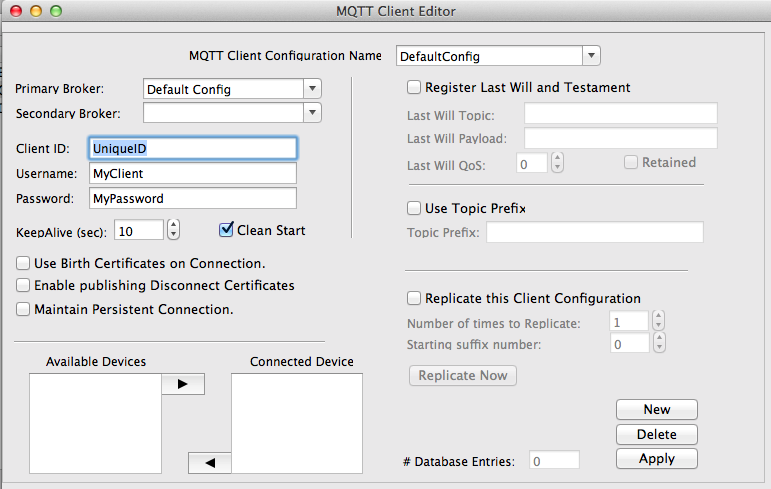 MQTT Client Editor
MQTT Client Configuration Name DefaultConfig
Primary Broker: Default Config
Secondary Broker:
Client ID: UniqueID
Username: MyClient
Password: MyPassword
KeepAlive (sec): 10 Clean Start
Use Birth Certificates on Connection.
Enable publishing Disconnect Certificates
Maintain Persistent Connection.
Available Devices Connected Device
Register Last Will and Testament
Last Will Topic:
Last Will Payload:
Last Will QoS: 0 Retained
Use Topic Prefix
Topic Prefix:
Replicate this Client Configuration
Number of times to Replicate: 1
Starting suffix number: 0
Replicate Now
New
Delete
# Database Entries: 0 Apply